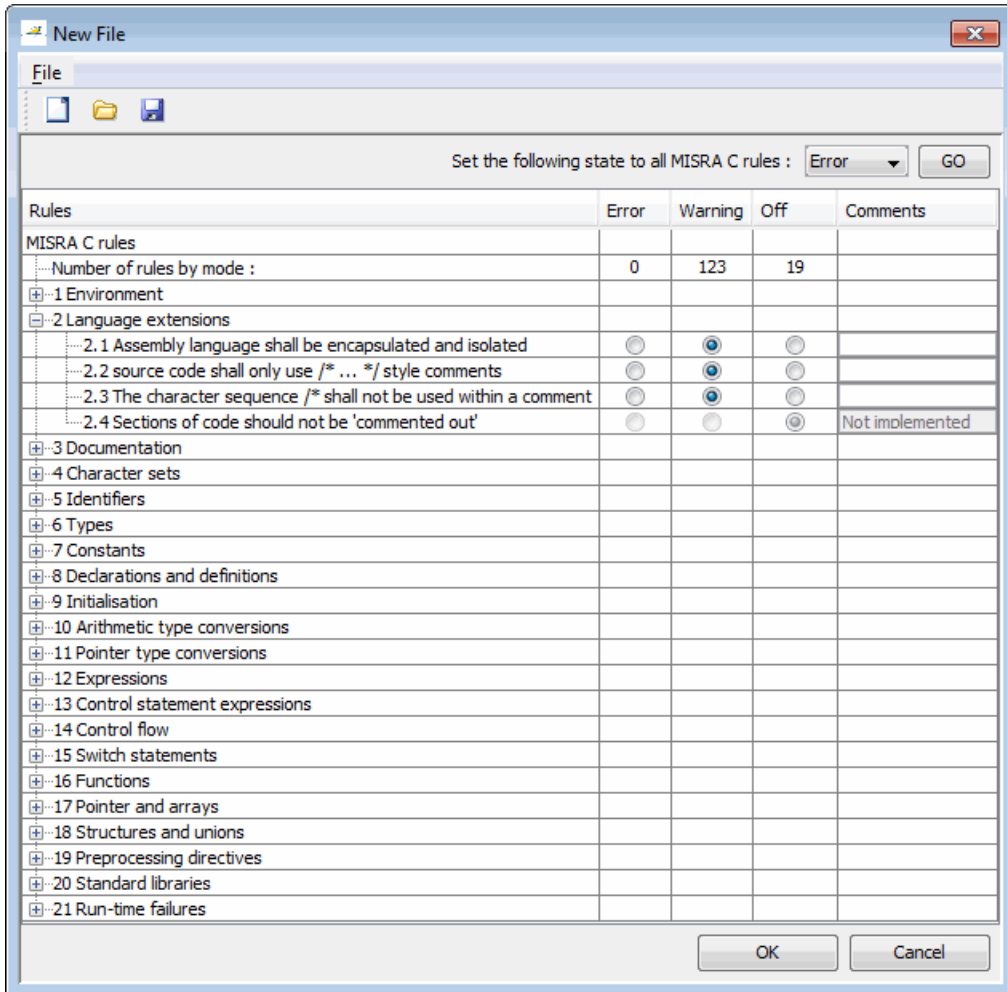 New File
File
Set the following state to all MISRA C rules : Error GO
Rules Error Warning Off Comments
MISRA C rules
Number of rules by mode : 0 123 19
1 Environment
2 Language extensions
2.1 Assembly language shall be encapsulated and isolated
2.2 source code shall only use /* ... */ style comments
2.3 The character sequence /* shall not be used within a comment
2.4 Sections of code should not be 'commented out' Not implemented
3 Documentation
4 Character sets
5 Identifiers
6 Types
7 Constants
8 Declarations and definitions
9 Initialisation
10 Arithmetic type conversions
11 Pointer type conversions
12 Expressions
13 Control statement expressions
14 Control flow
15 Switch statements
16 Functions
17 Pointer and arrays
18 Structures and unions
19 Preprocessing directives
20 Standard libraries
21 Run-time failures
OK Cancel